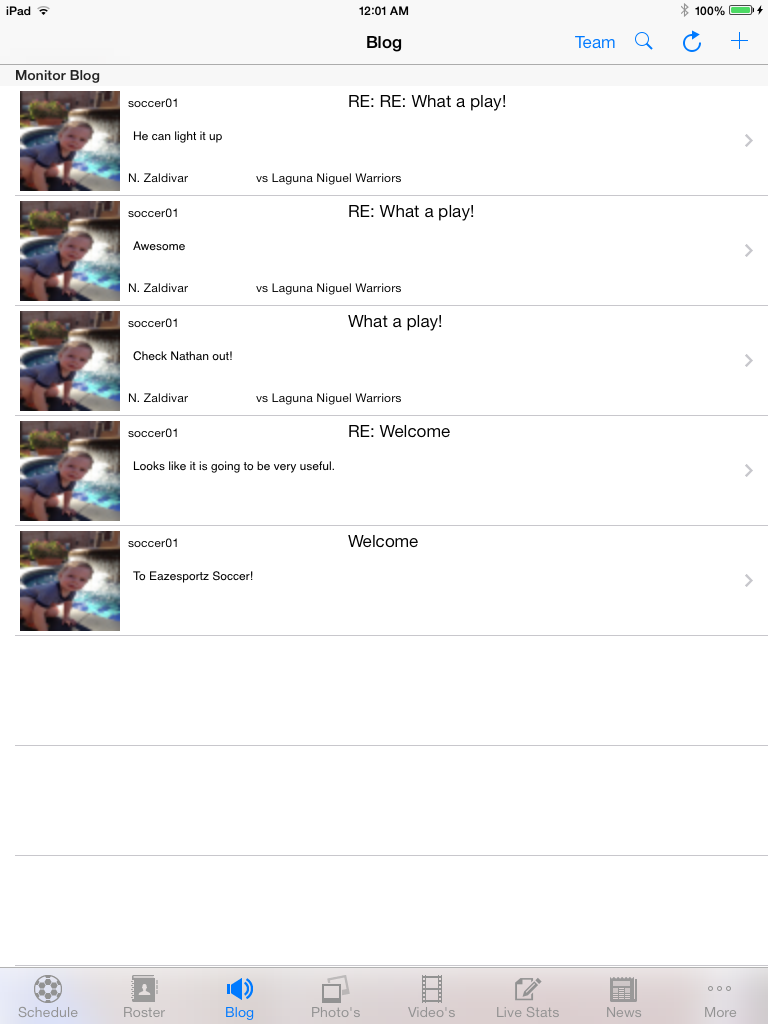 iPad 12:01 AM 100%
Blog Team
Monitor Blog
soccer01 RE: RE: What a play!
He can light it up
N. Zaldivar vs Laguna Niguel Warriors
soccer01 RE: What a play!
Awesome
N. Zaldivar vs Laguna Niguel Warriors
soccer01 What a play!
Check Nathan out!
N. Zaldivar vs Laguna Niguel Warriors
soccer01 RE: Welcome
Looks like it is going to be very useful.
soccer01 Welcome
To Eazesportz Soccer!
Schedule Roster Blog Photo's Video's Live Stats News More